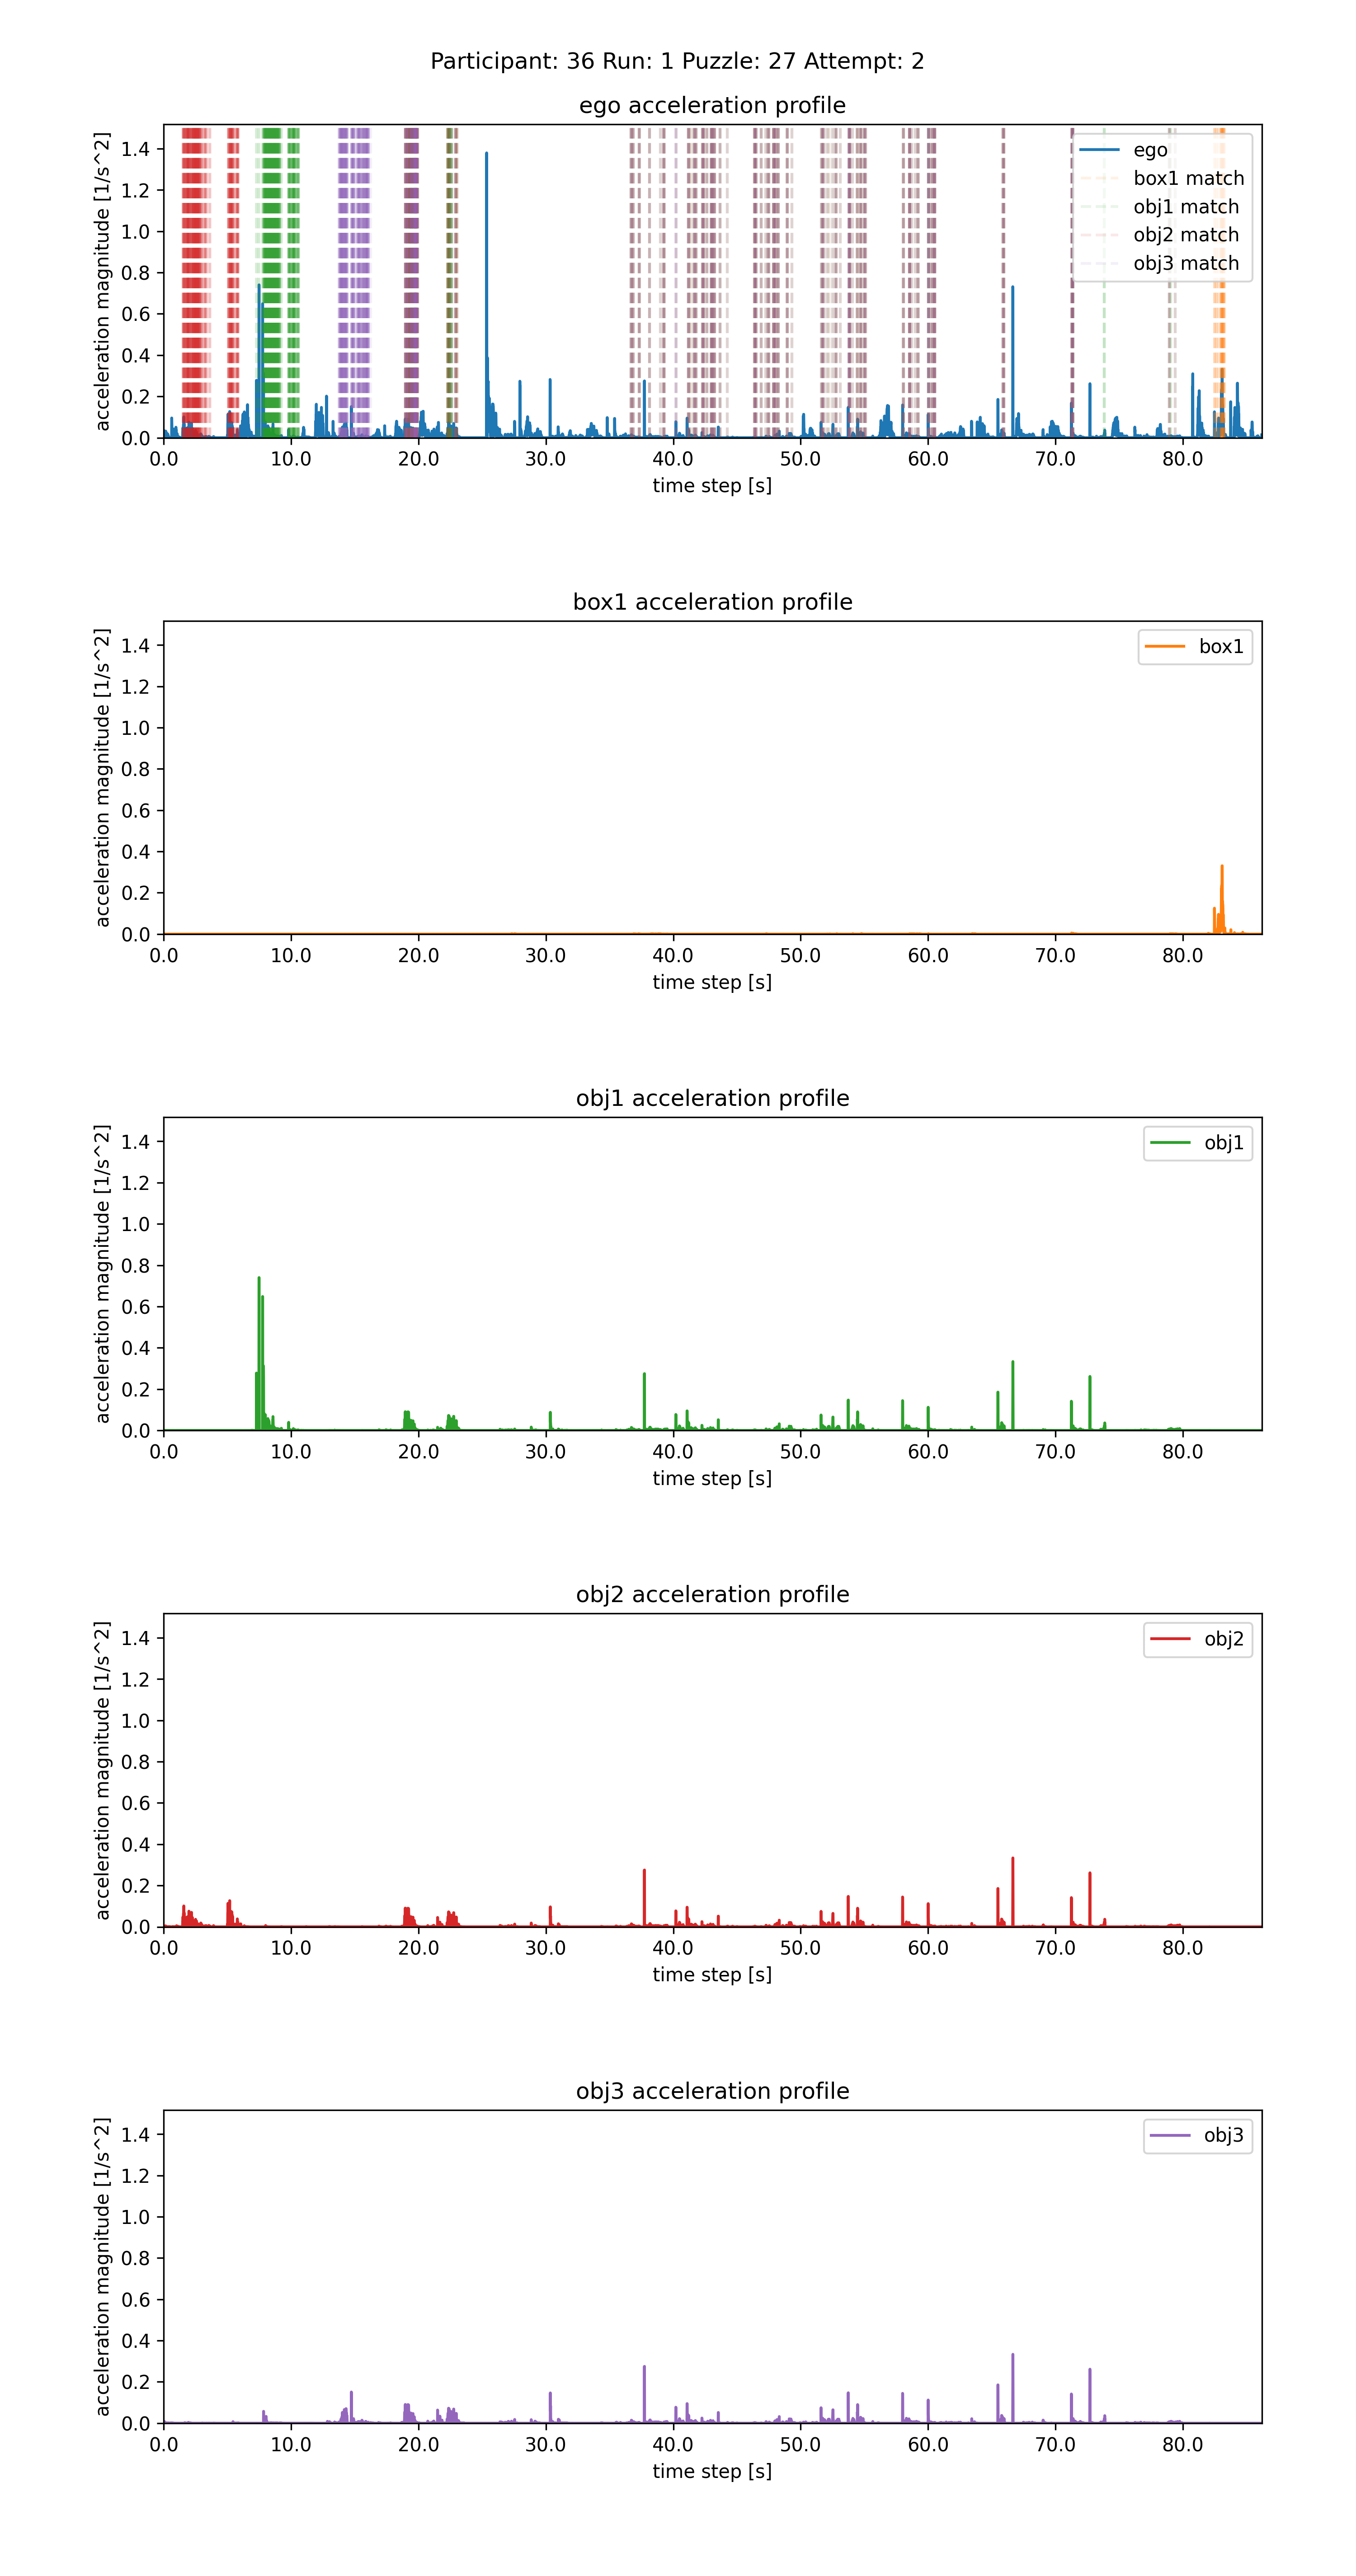 Participant: 36 Run: 1 Puzzle: 27 Attempt: 2
ego acceleration profile
acceleration magnitude [1/s^2]
1.4
1.2
1.0
0.8
0.6
0.4
0.2
0.0
ego
box1 match
obj1 match
obj2 match
obj3 match
0.0 10.0 20.0 30.0 40.0 50.0 60.0 70.0 80.0
time step [s]
box1 acceleration profile
acceleration magnitude [1/s^2]
1.4
1.2
1.0
0.8
0.6
0.4
0.2
0.0
box1
0.0 10.0 20.0 30.0 40.0 50.0 60.0 70.0 80.0
time step [s]
obj1 acceleration profile
acceleration magnitude [1/s^2]
1.4
1.2
1.0
0.8
0.6
0.4
0.2
0.0
obj1
0.0 10.0 20.0 30.0 40.0 50.0 60.0 70.0 80.0
time step [s]
obj2 acceleration profile
acceleration magnitude [1/s^2]
1.4
1.2
1.0
0.8
0.6
0.4
0.2
0.0
obj2
0.0 10.0 20.0 30.0 40.0 50.0 60.0 70.0 80.0
time step [s]
obj3 acceleration profile
acceleration magnitude [1/s^2]
1.4
1.2
1.0
0.8
0.6
0.4
0.2
0.0
obj3
0.0 10.0 20.0 30.0 40.0 50.0 60.0 70.0 80.0
time step [s]